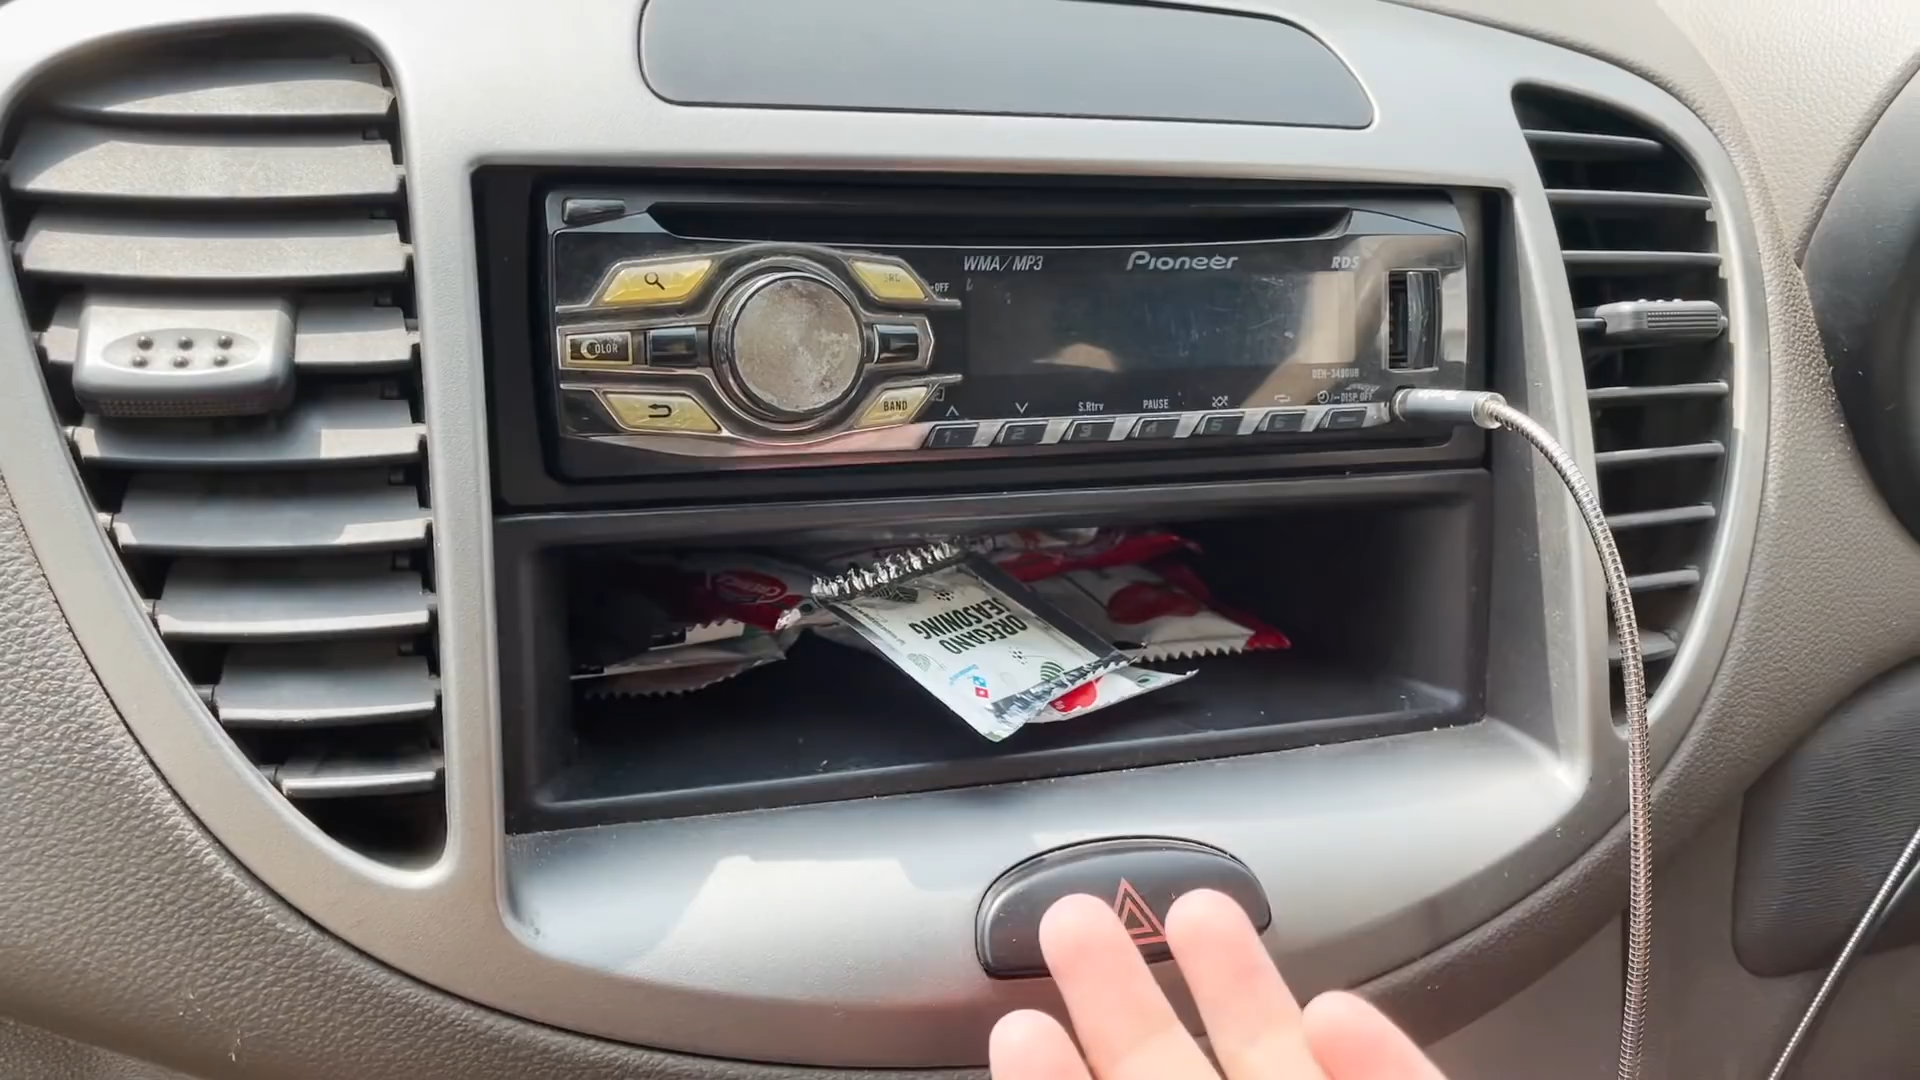 WMA/MP3
Pioneer
RDS
SRC
OFF
COLOR
BAND
S.Rtrv
PAUSE
DISP OFF
1
2
3
4
5
6
OREGANO
SEASONING